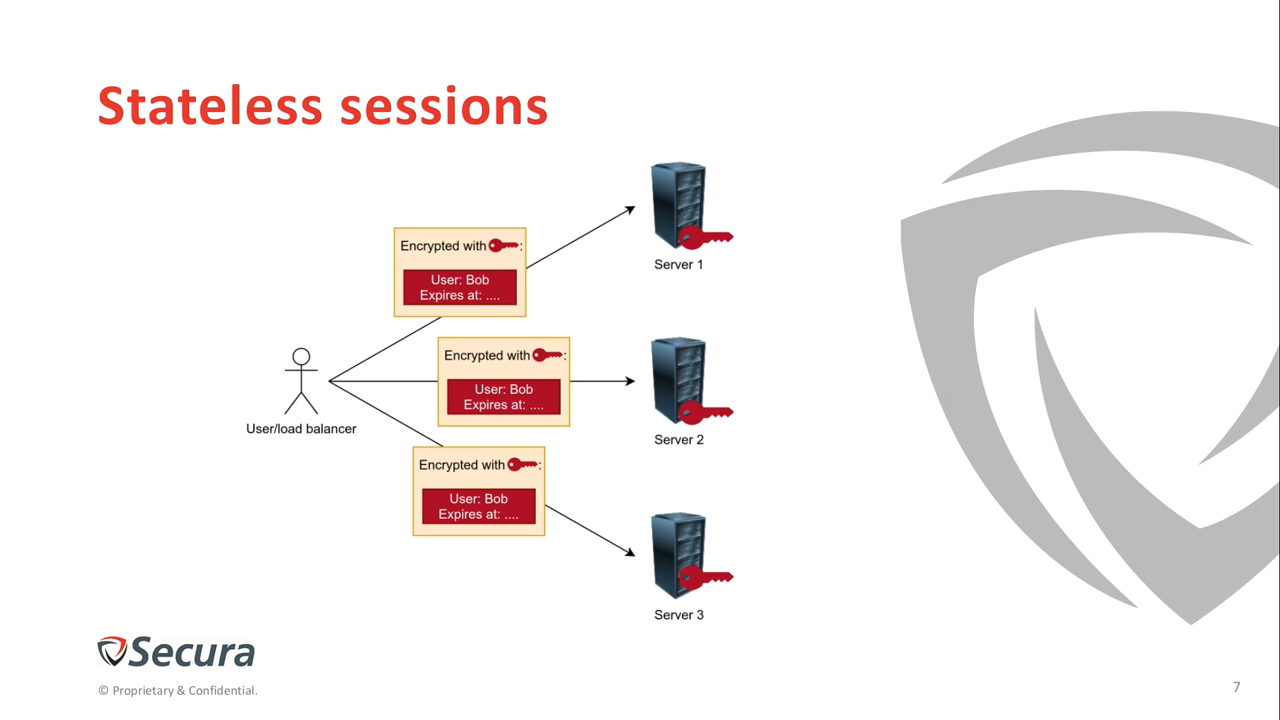 Stateless sessions
Encrypted with :
User: Bob
Expires at: ....
Server 1
Encrypted with :
User: Bob
Expires at: ....
User/load balancer
Server 2
Encrypted with :
User: Bob
Expires at: ....
Server 3
Secura
© Proprietary & Confidential.
7